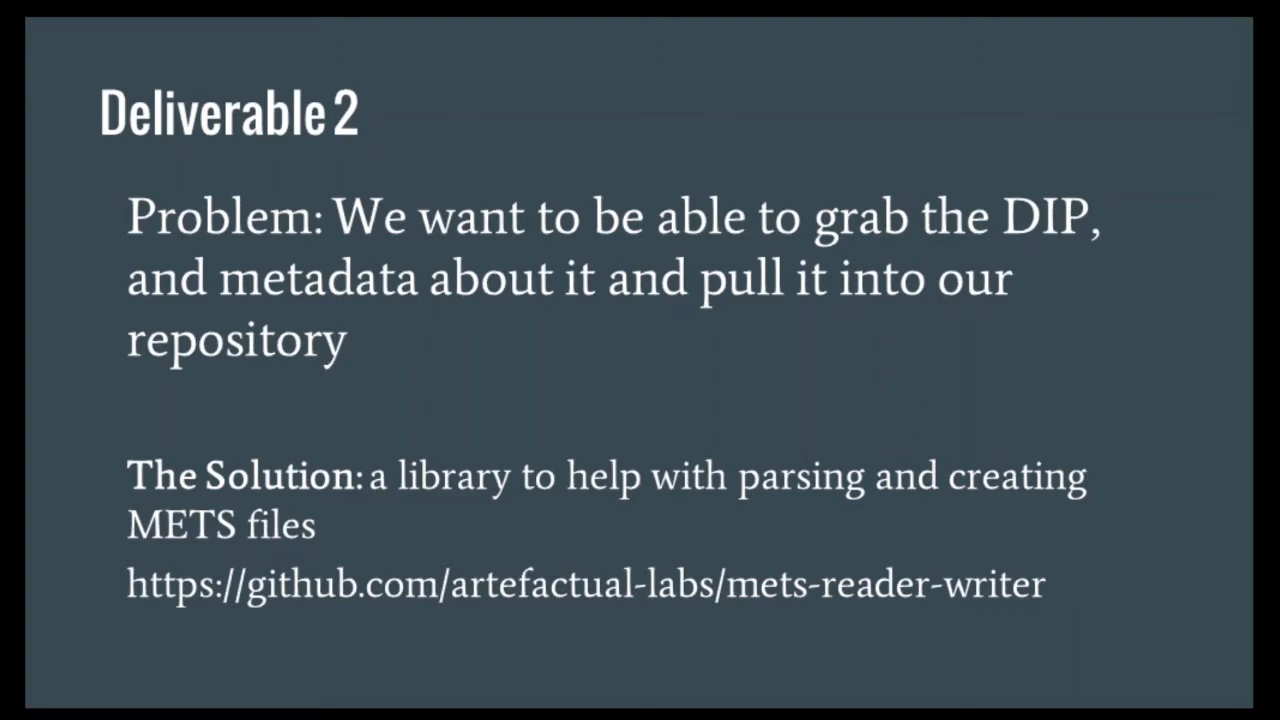 Deliverable 2
Problem: We want to be able to grab the DIP,
and metadata about it and pull it into our
repository
The Solution: a library to help with parsing and creating
METS files
https://github.com/artefactual-labs/mets-reader-writer